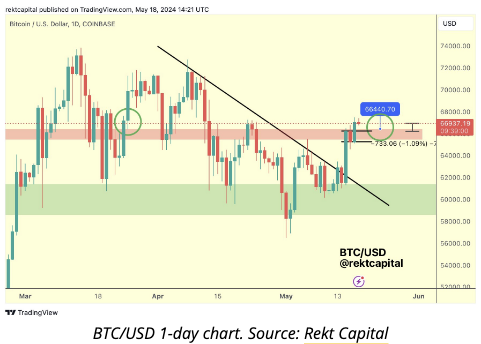 rektcapital published on TradingView.com, May 18, 2024 14:21 UTC
Bitcoin / U.S. Dollar, 1D, COINBASE
USD
74000.00
72000.00
70000.00
68000.00
66440.70
66937.19
09:39:00
-733.06 (-1.09%) -7
64000.00
62000.00
60000.00
58000.00
56000.00
54000.00
52000.00
BTC/USD
@rektcapital
Mar 18 Apr 15 May 13 Jun
TradingView
BTC/USD 1-day chart. Source: Rekt Capital